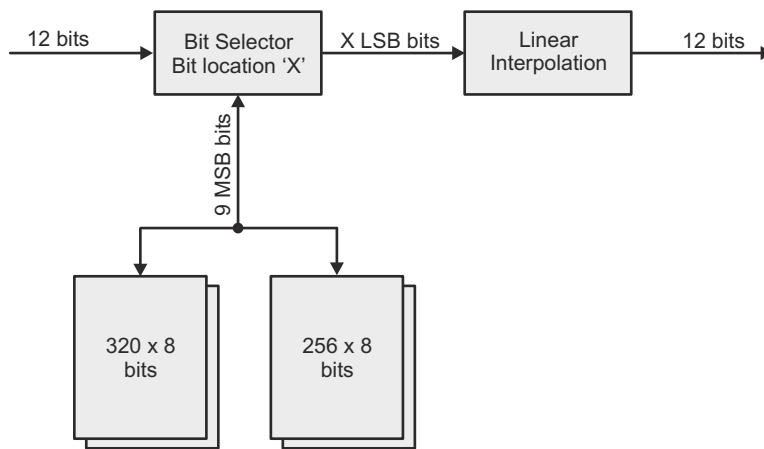 12 bits
Bit Selector
Bit location ‘X’
X LSB bits
Linear
Interpolation
12 bits
9 MSB bits
320 x 8
bits
256 x 8
bits